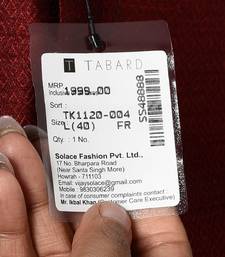 T TABARD
MRP 1999.00
Inclusive
Sort :
TK1120-004
Size L(40) FR
Qty. : 1 No.
5548888
Solace Fashion Pvt. Ltd.,
17 No. Bharpara Road
(Near Santa Singh More)
Howrah - 711103
Email: vijaysolace@gmail.com
Mobile : 9830306239
In case of consumer complaints contact :
Mr. Ikbal Khan (Customer Care Executive)